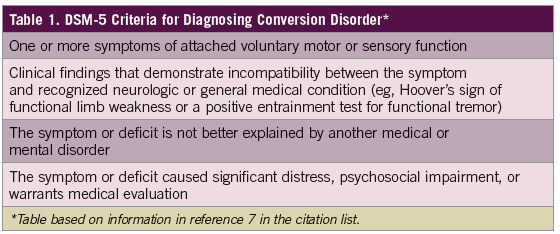 Table 1. DSM-5 Criteria for Diagnosing Conversion Disorder*
One or more symptoms of attached voluntary motor or sensory function
Clinical findings that demonstrate incompatibility between the symptom
and recognized neurologic or general medical condition (eg, Hoover's sign of
functional limb weakness or a positive entrainment test for functional tremor)
The symptom or deficit is not better explained by another medical or
mental disorder
The symptom or deficit caused significant distress, psychosocial impairment, or
warrants medical evaluation
*Table based on information in reference 7 in the citation list.